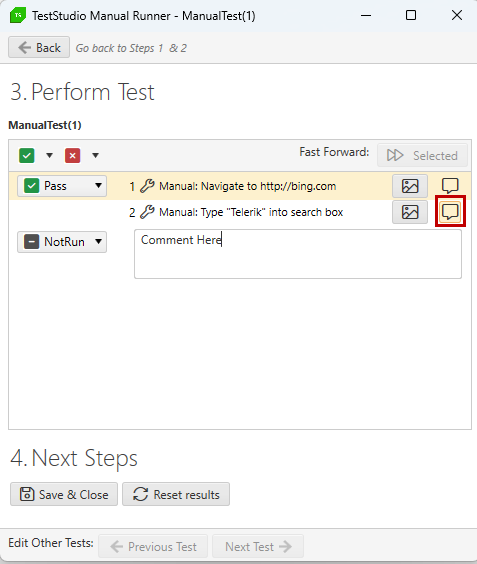 TS TestStudio Manual Runner - ManualTest(1)
Back Go back to Steps 1 & 2
3. Perform Test
ManualTest(1)
Fast Forward: Selected
Pass 1 Manual: Navigate to http://bing.com
2 Manual: Type "Telerik" into search box
NotRun Comment Here
4. Next Steps
Save & Close Reset results
Edit Other Tests: Previous Test Next Test